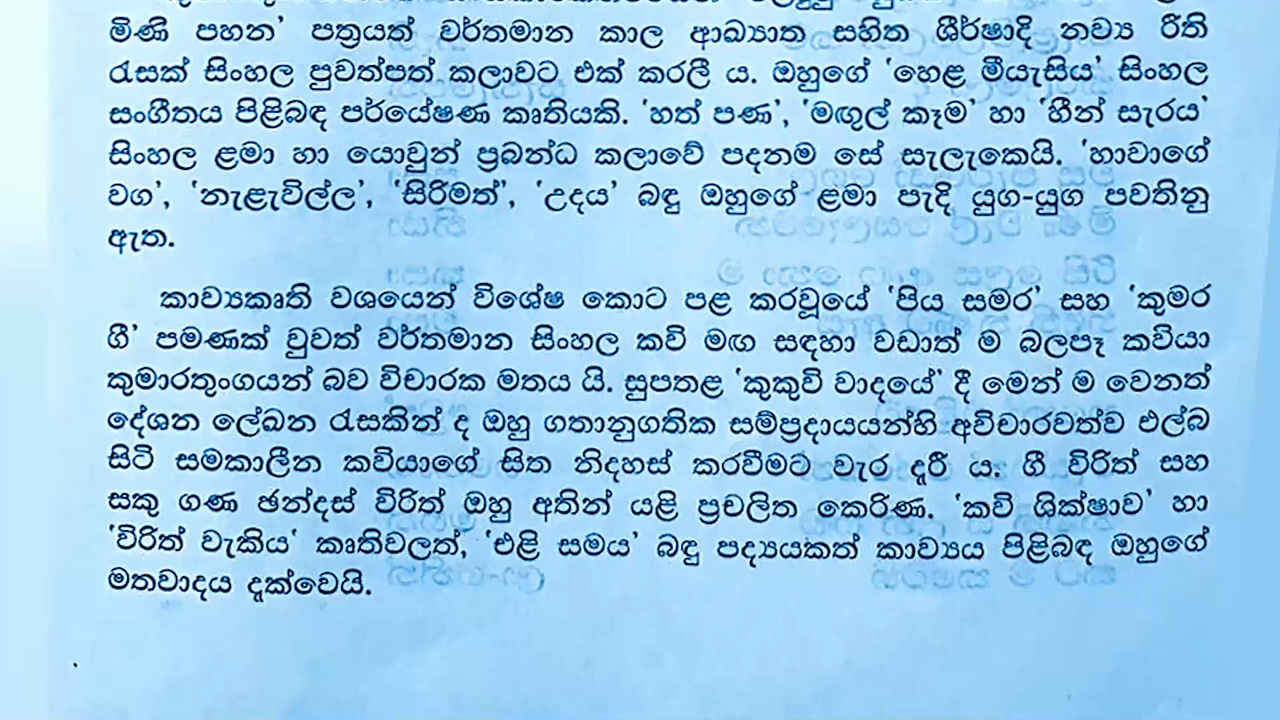 මිණි පහන’ පත්‍රයත් වර්තමාන කාල ආඛ්‍යාත සහිත ශීර්ෂාදි නව්‍ය රීති
රැසක් සිංහල පුවත්පත් කලාවට එක් කරලී ය. ඔහුගේ ‘හෙළ මීයැසිය’ සිංහල
සංගීතය පිළිබඳ පර්යේෂණ කෘතියකි. ‘හත් පණ’, ‘මඟුල් කෑම’ හා ‘හීන් සැරය’
සිංහල ළමා හා යොවුන් ප්‍රබන්ධ කලාවේ පදනම සේ සැලැකෙයි. ‘හාවාගේ
වග’, ‘නැළැවිල්ල’, ‘සිරිමත්’, ‘උදය’ බඳු ඔහුගේ ළමා පැදි යුග-යුග පවතිනු
ඇත.
කාව්‍යකෘති වශයෙන් විශේෂ කොට පළ කරවූයේ ‘පිය සමර’ සහ ‘කුමර
ගී’ පමණක් වුවත් වර්තමාන සිංහල කවි මඟ සඳහා වඩාත් ම බලපෑ කවියා
කුමාරතුංගයන් බව විචාරක මතය යි. සුපතළ ‘කුකුවි වාදයේ’ දී මෙන් ම වෙනත්
දේශන ලේඛන රැසකින් ද ඔහු ගතානුගතික සම්ප්‍රදායයන්හි අවිචාරවත්ව එල්බ
සිටි සමකාලීන කවියාගේ සිත නිදහස් කරවීමට වැර දැරී ය. ගී විරිත් සහ
සකු ගණ ඡන්දස් විරිත් ඔහු අතින් යළි ප්‍රචලිත කෙරිණ. ‘කවි ශික්ෂාව’ හා
‘විරිත් වැකිය‘ කෘතිවලත්, ‘එළි සමය’ බඳු පද්‍යයකත් කාව්‍යය පිළිබඳ ඔහුගේ
මතවාදය දැක්වෙයි.